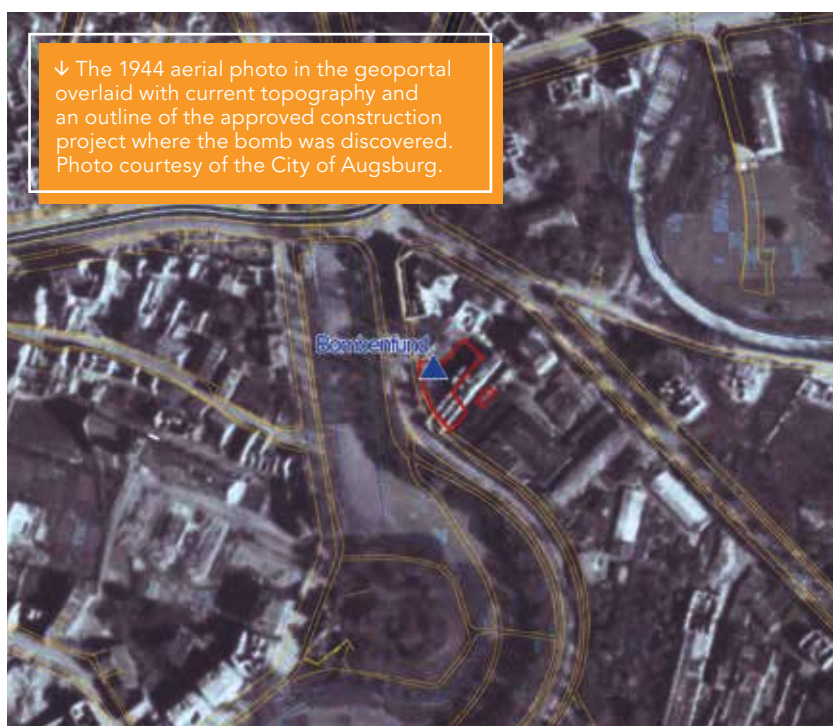 ↓ The 1944 aerial photo in the geoportal
overlaid with current topography and
an outline of the approved construction
project where the bomb was discovered.
Photo courtesy of the City of Augsburg.
Bombenfund